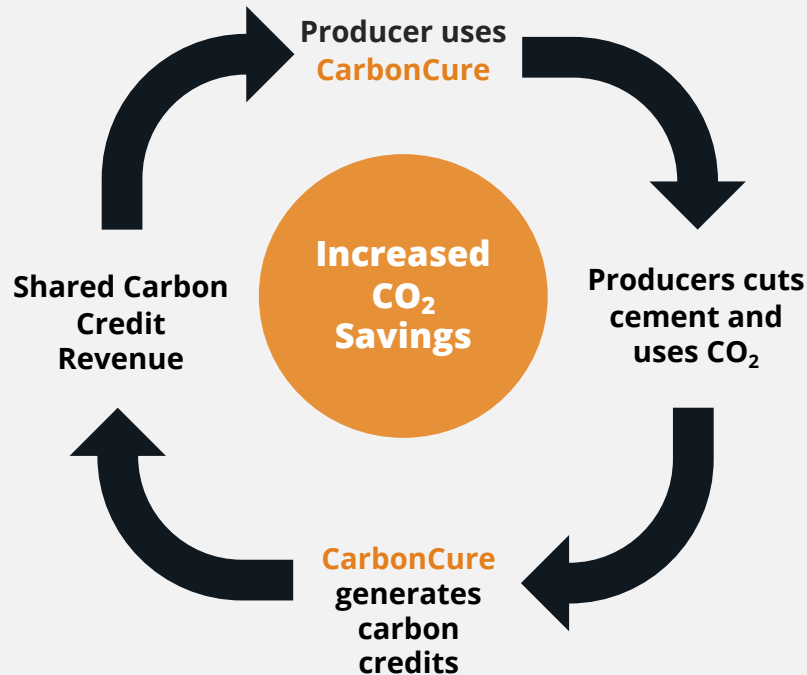 Producer uses
CarbonCure
Increased
CO₂
Savings
Producers cuts
cement and
uses CO₂
CarbonCure
generates
carbon
credits
Shared Carbon
Credit
Revenue